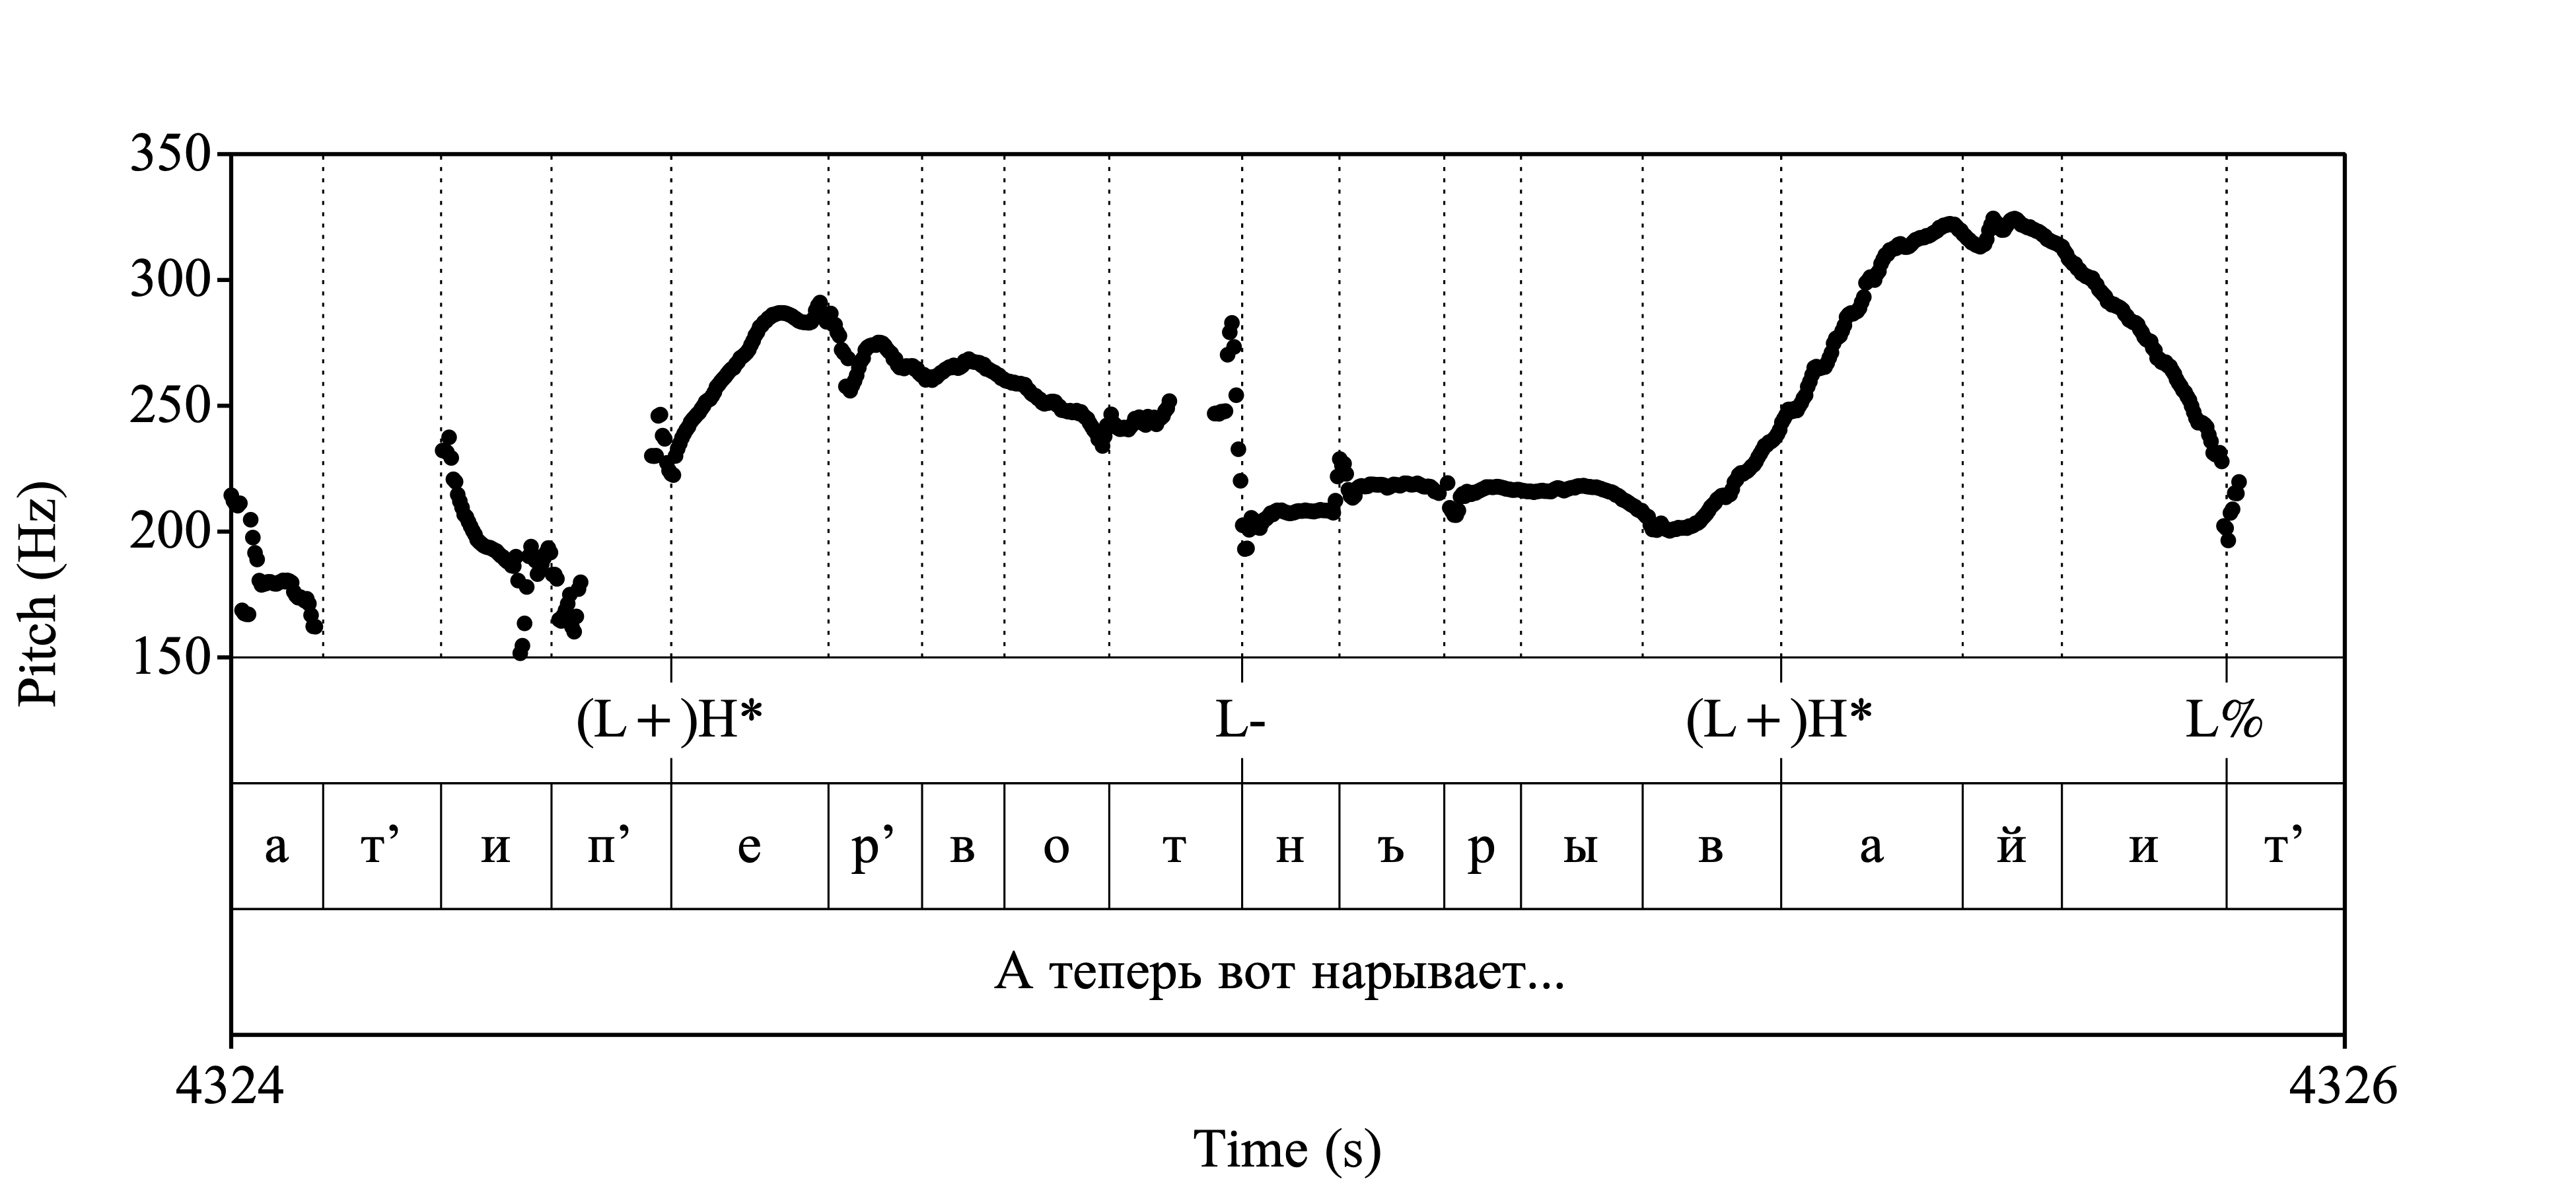 Pitch (Hz)
350
300
250
200
150
(L+)H* L- (L+)H* L%
а т’ и п’ е р’ в о т н ъ р ы в а й и т’
А теперь вот нарывает...
4324 4326
Time (s)